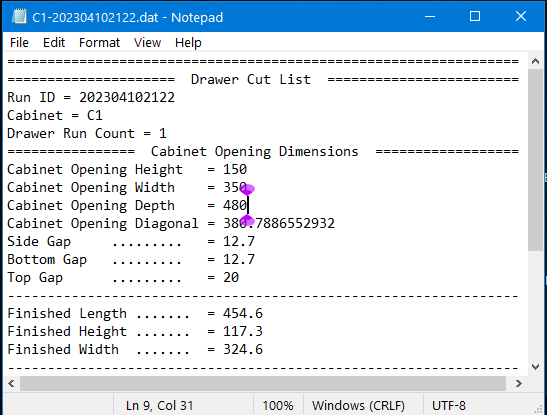 C1-202304102122.dat - Notepad
File Edit Format View Help
================================================================
===================== Drawer Cut List ========================
Run ID = 202304102122
Cabinet = C1
Drawer Run Count = 1
================ Cabinet Opening Dimensions ==================
Cabinet Opening Height = 150
Cabinet Opening Width = 350
Cabinet Opening Depth = 480
Cabinet Opening Diagonal = 380.7886552932
Side Gap ......... = 12.7
Bottom Gap ......... = 12.7
Top Gap ......... = 20
----------------------------------------------------------------
Finished Length ....... = 454.6
Finished Height ....... = 117.3
Finished Width ....... = 324.6
----------------------------------------------------------------
Ln 9, Col 31 100% Windows (CRLF) UTF-8